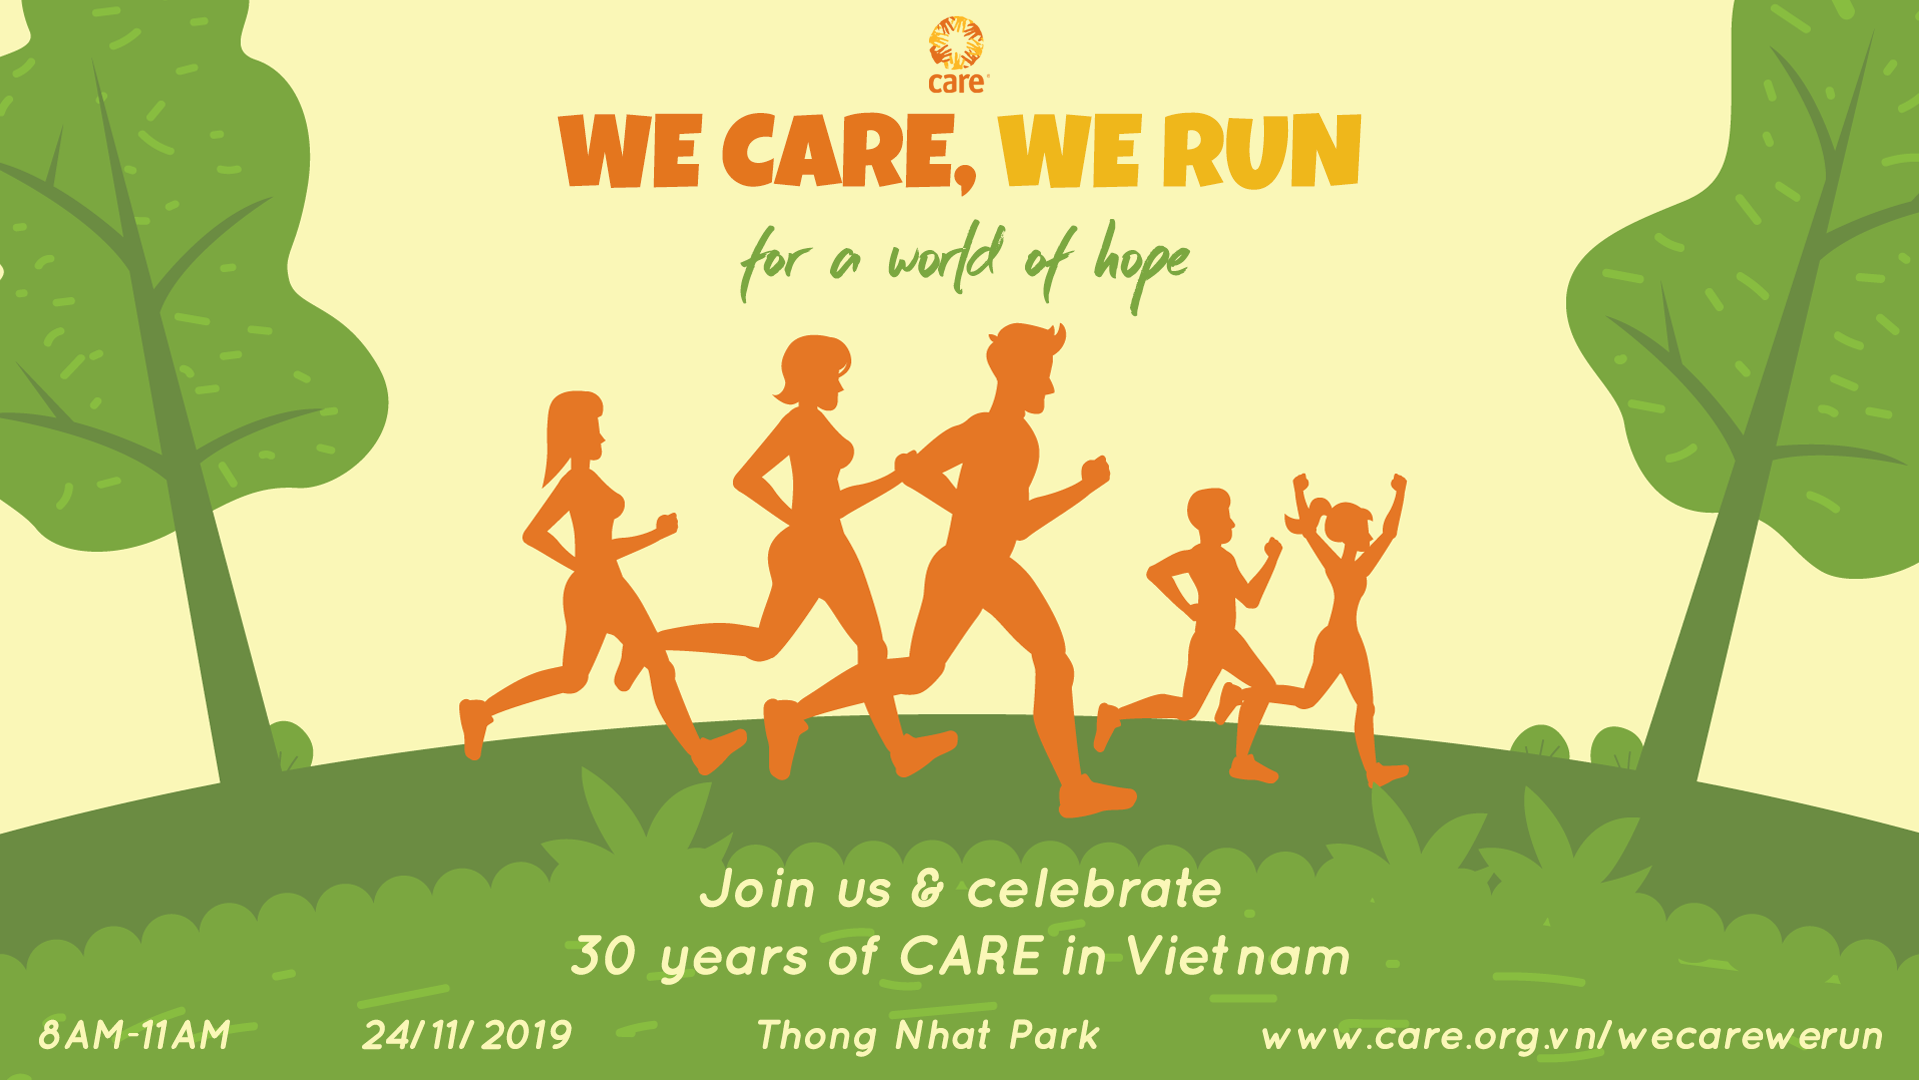 care
WE CARE, WE RUN
for a world of hope
Join us & celebrate
30 years of CARE in Vietnam
8AM-11AM 24/11/2019 Thong Nhat Park www.care.org.vn/wecarewerun